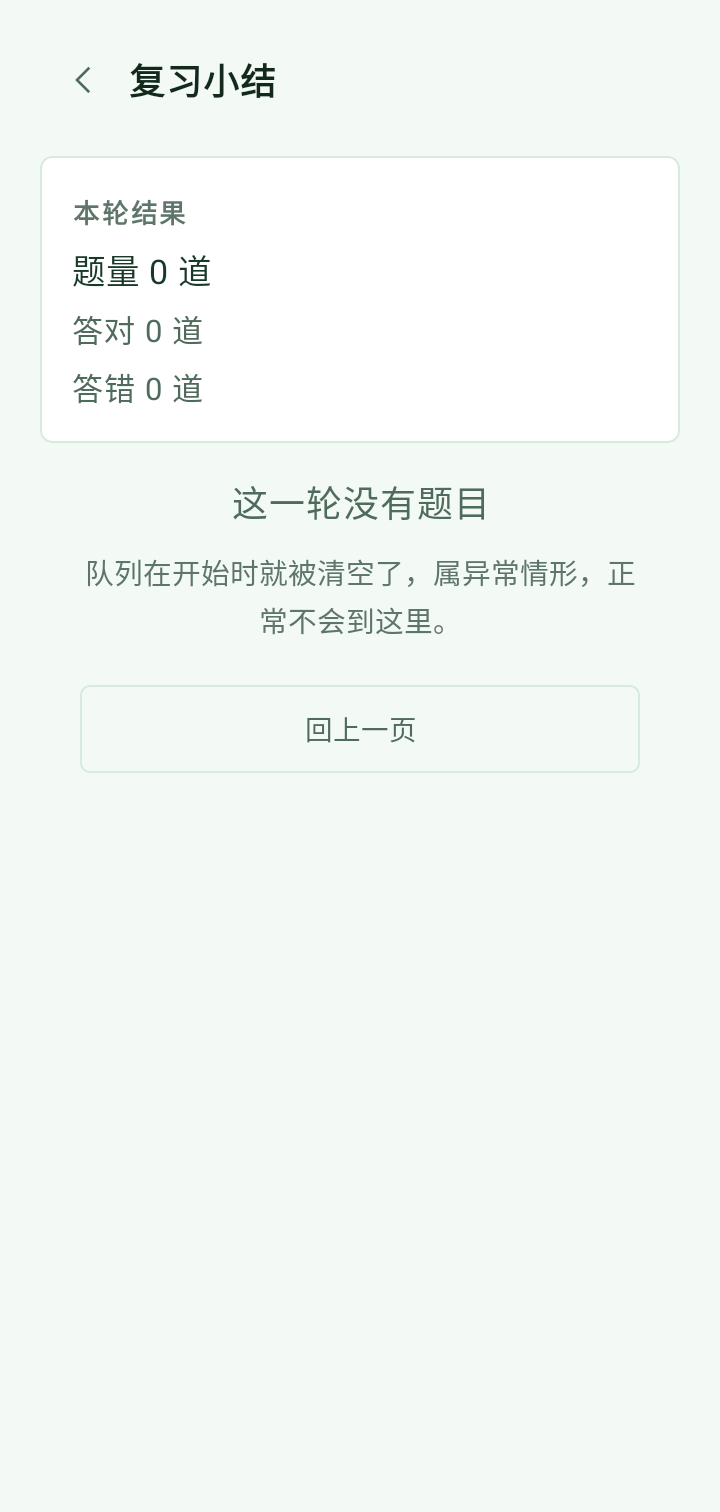 复习小结
本轮结果
题量 0 道
答对 0 道
答错 0 道
这一轮没有题目
队列在开始时就被清空了，属异常情形，正
常不会到这里。
回上一页